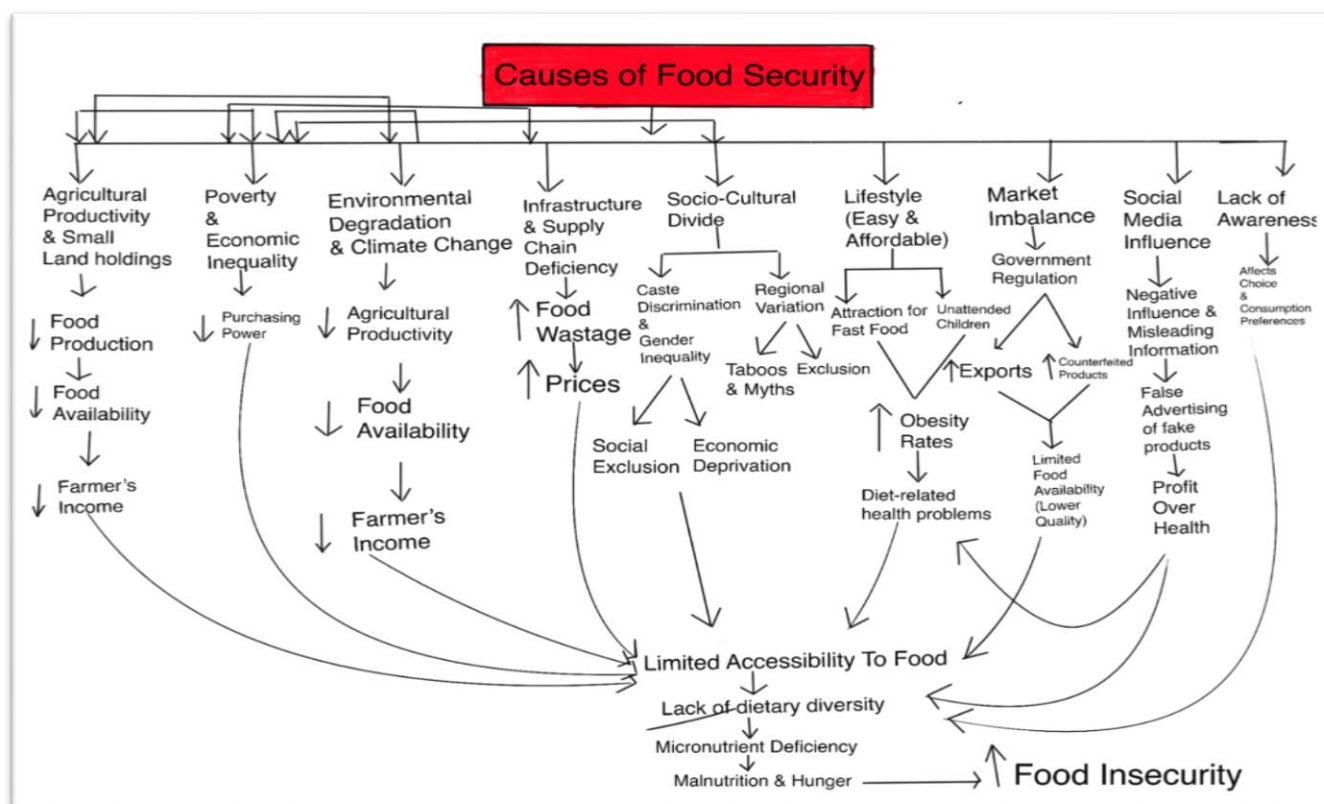 Causes of Food Security
Agricultural
Productivity
& Small
Land holdings
Food
Production
Food
Availability
Farmer's
Income
Poverty
&
Economic
Inequality
Purchasing
Power
Environmental
Degradation
& Climate Change
Agricultural
Productivity
Food
Availability
Farmer's
Income
Infrastructure
& Supply
Chain
Deficiency
Food
Wastage
Prices
Socio-Cultural
Divide
Caste
Discrimination
&
Gender
Inequality
Regional
Variation
Taboos
& Myths
Exclusion
Social
Exclusion
Economic
Deprivation
Lifestyle
(Easy &
Affordable)
Attraction for
Fast Food
Unattended
Children
Obesity
Rates
Diet-related
health problems
Market
Imbalance
Government
Regulation
Exports
Counterfeited
Products
Limited
Food
Availability
(Lower
Quality)
Social
Media
Influence
Negative
Influence &
Misleading
Information
False
Advertising
of fake
products
Profit
Over
Health
Lack of
Awareness
Affects
Choice
&
Consumption
Preferences
Limited Accessibility To Food
Lack of dietary diversity
Micronutrient Deficiency
Malnutrition & Hunger
Food Insecurity